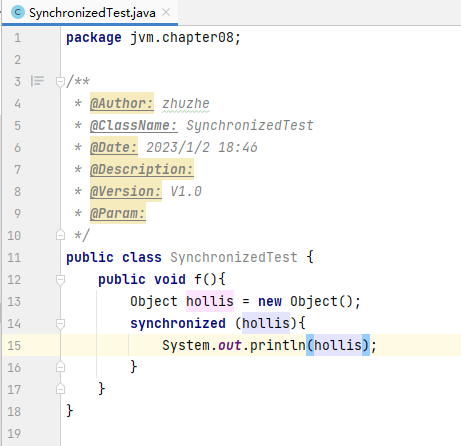 SynchronizedTest.java
1 package jvm.chapter08;
2
3 /**
4 * @Author: zhuzhe
5 * @ClassName: SynchronizedTest
6 * @Date: 2023/1/2 18:46
7 * @Description:
8 * @Version: V1.0
9 * @Param:
10 */
11 public class SynchronizedTest {
12 public void f(){
13 Object hollis = new Object();
14 synchronized (hollis){
15 System.out.println(hollis);
16 }
17 }
18 }
19